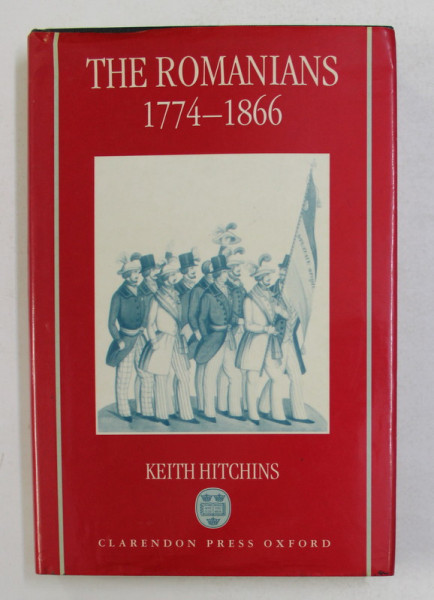 THE ROMANIANS
1774–1866
KEITH HITCHINS
CLARENDON PRESS OXFORD